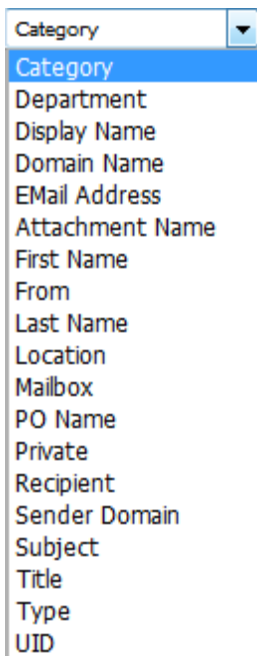 Category
Category
Department
Display Name
Domain Name
EMail Address
Attachment Name
First Name
From
Last Name
Location
Mailbox
PO Name
Private
Recipient
Sender Domain
Subject
Title
Type
UID